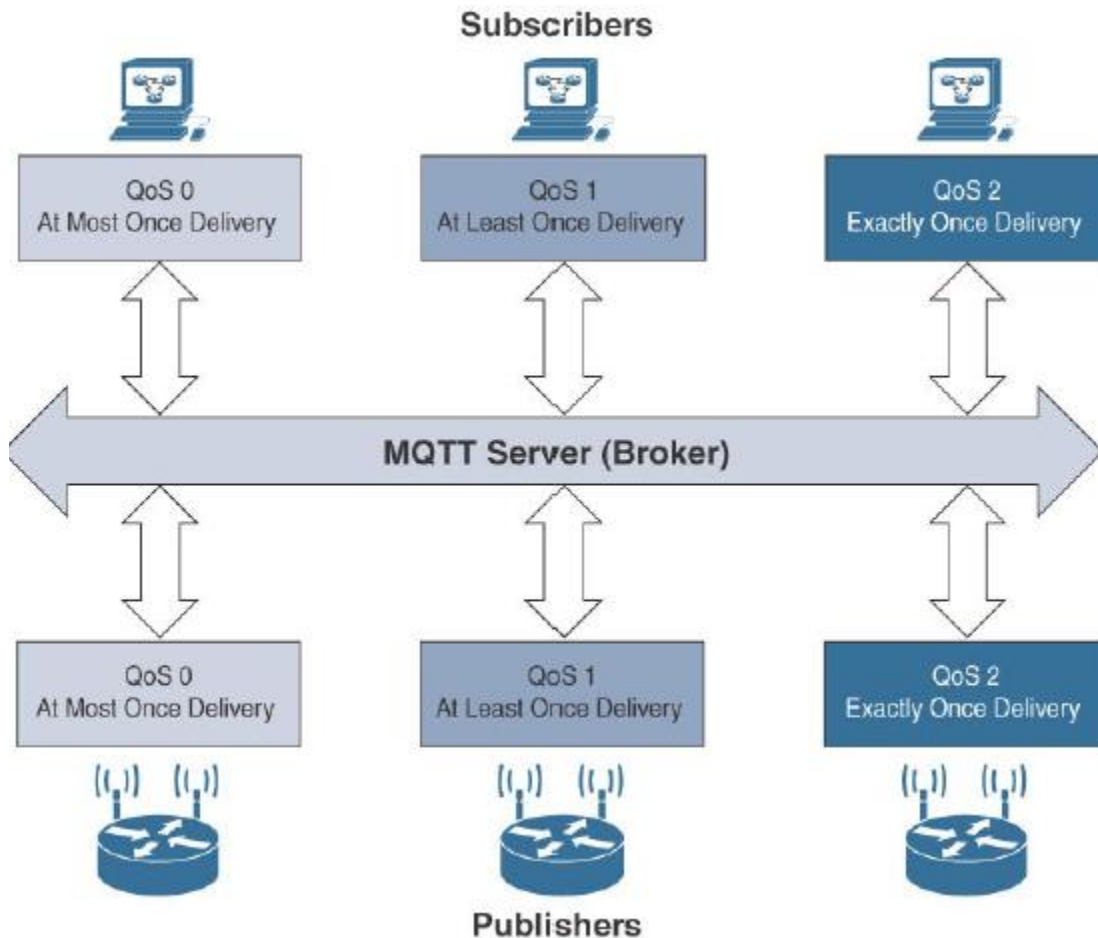 Subscribers
QoS 0
At Most Once Delivery
QoS 1
At Least Once Delivery
QoS 2
Exactly Once Delivery
MQTT Server (Broker)
QoS 0
At Most Once Delivery
QoS 1
At Least Once Delivery
QoS 2
Exactly Once Delivery
Publishers